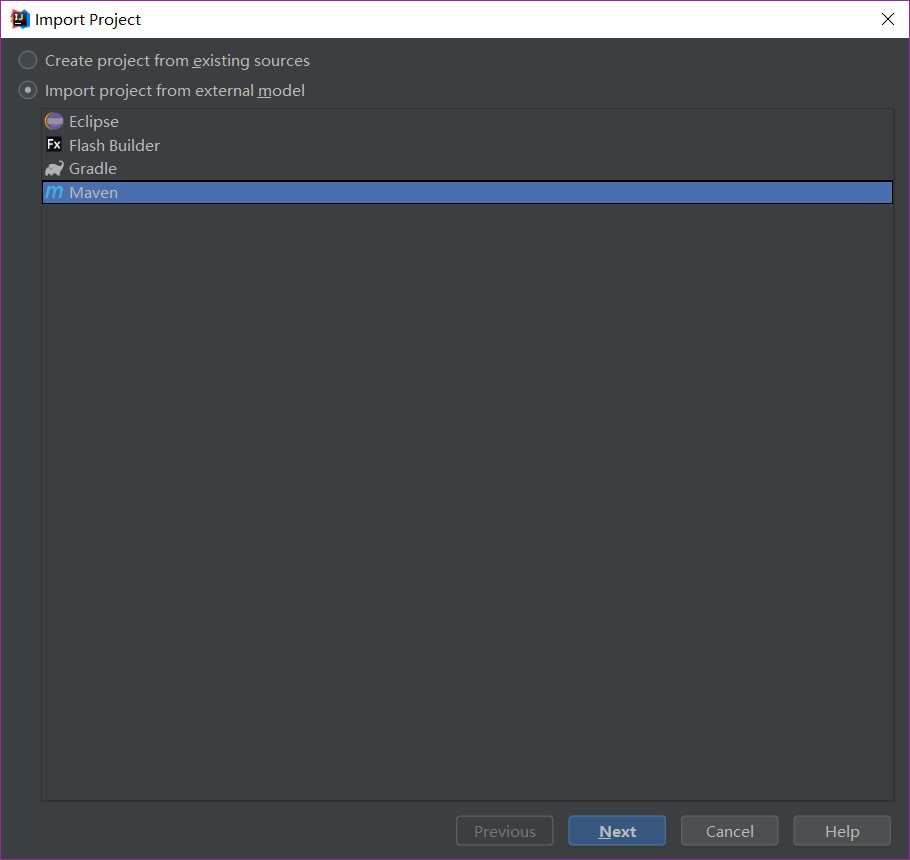 Import Project
Create project from existing sources
Import project from external model
Eclipse
Fx Flash Builder
Gradle
m Maven
Previous Next Cancel Help